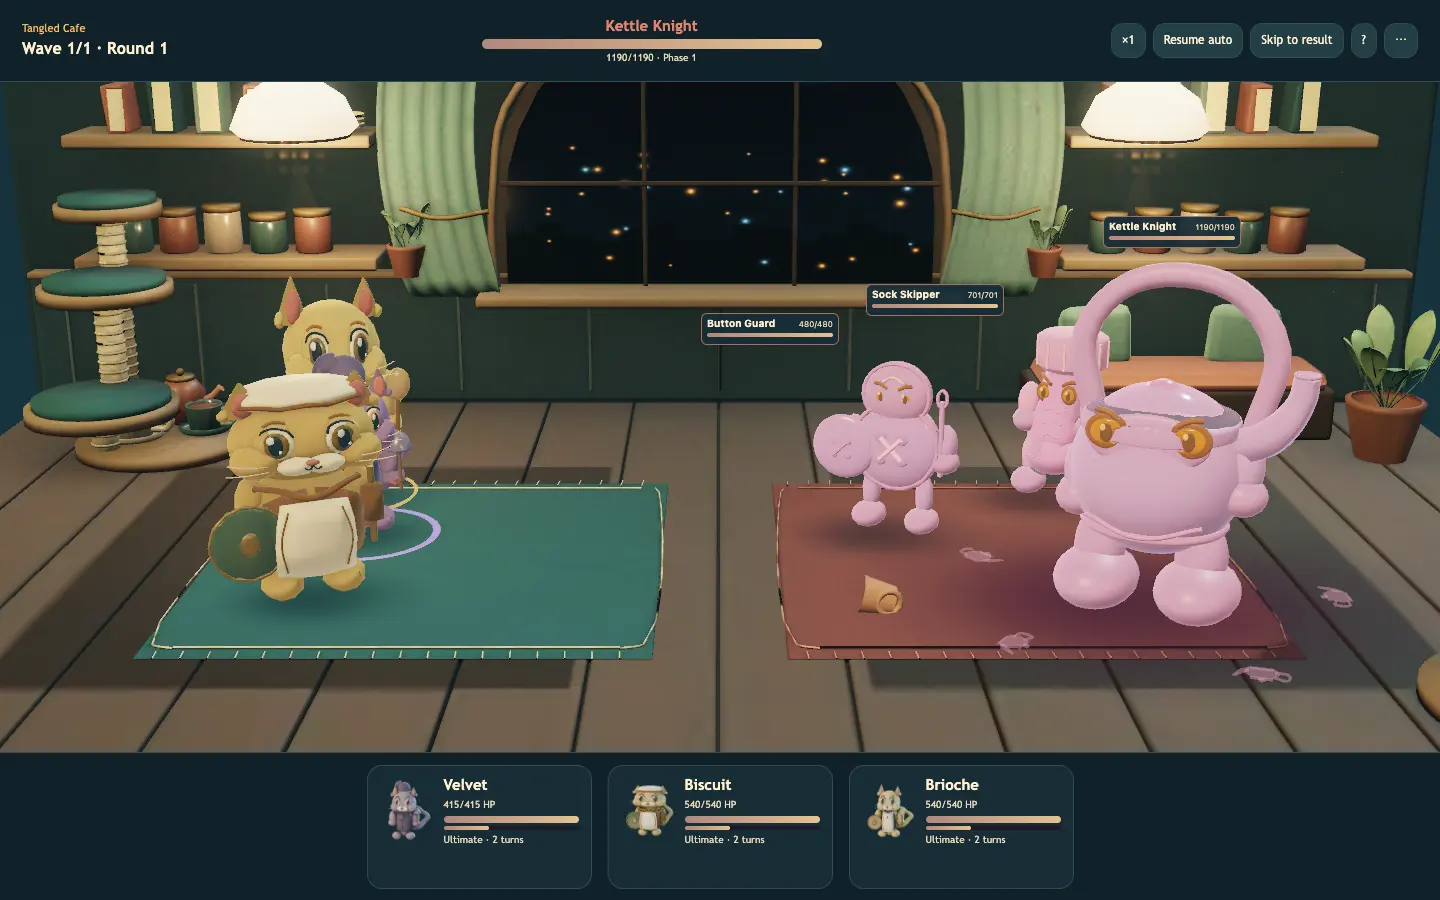 Tangled Cafe
Wave 1/1 · Round 1
Kettle Knight
1190/1190 · Phase 1
×1
Resume auto
Skip to result
?
···
Kettle Knight 1190/1190
Sock Skipper 701/701
Button Guard 480/480
Velvet
415/415 HP
Ultimate · 2 turns
Biscuit
540/540 HP
Ultimate · 2 turns
Brioche
540/540 HP
Ultimate · 2 turns